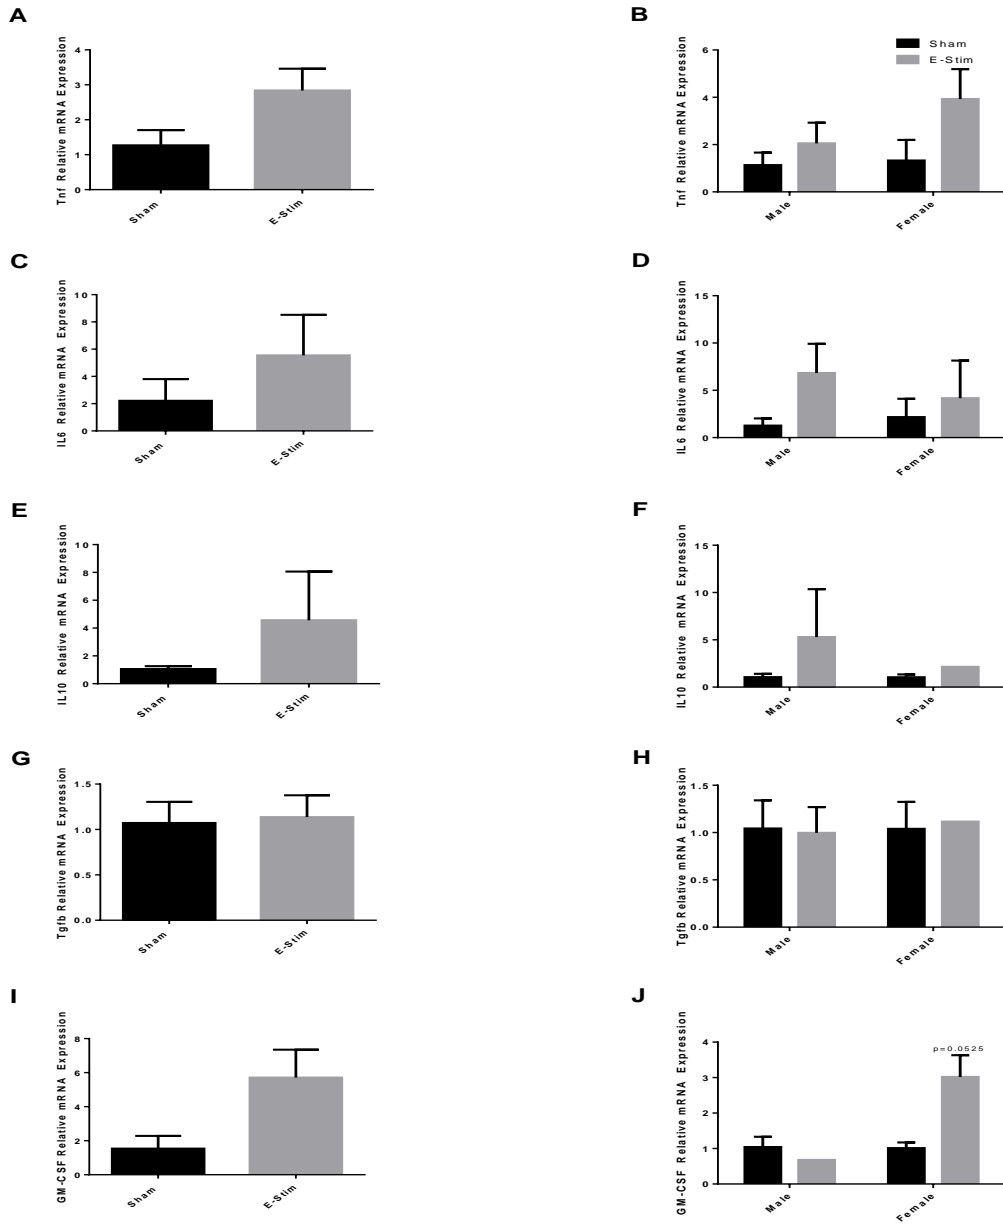 A
Tnf Relative mRNA Expression
4
3
2
1
0
Sham
E-Stim
B
Tnf Relative mRNA Expression
6
4
2
0
Sham
E-Stim
Male
Female
C
IL6 Relative mRNA Expression
10
8
6
4
2
0
Sham
E-Stim
D
IL6 Relative mRNA Expression
15
10
5
0
Male
Female
E
IL10 Relative mRNA Expression
10
8
6
4
2
0
Sham
E-Stim
F
IL10 Relative mRNA Expression
15
10
5
0
Male
Female
G
Tgfb Relative mRNA Expression
1.5
1.0
0.5
0.0
Sham
E-Stim
H
Tgfb Relative mRNA Expression
1.5
1.0
0.5
0.0
Male
Female
I
GM-CSF Relative mRNA Expression
8
6
4
2
0
Sham
E-Stim
J
GM-CSF Relative mRNA Expression
4
3
2
1
0
p=0.0525
Male
Female